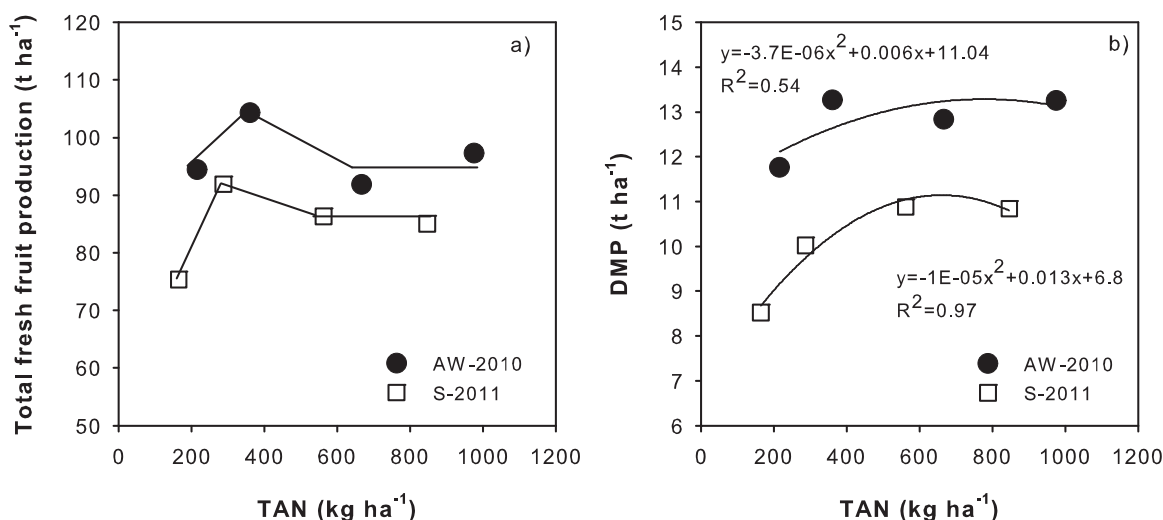 Total fresh fruit production (t ha⁻¹)
120
110
100
90
80
70
60
50
a)
AW-2010
S-2011
0 200 400 600 800 1000 1200
TAN (kg ha⁻¹)
DMP (t ha⁻¹)
15
14
13
12
11
10
9
8
7
6
b)
y=-3.7E-06x²+0.006x+11.04
R²=0.54
y=-1E-05x²+0.013x+6.8
R²=0.97
AW-2010
S-2011
0 200 400 600 800 1000 1200
TAN (kg ha⁻¹)